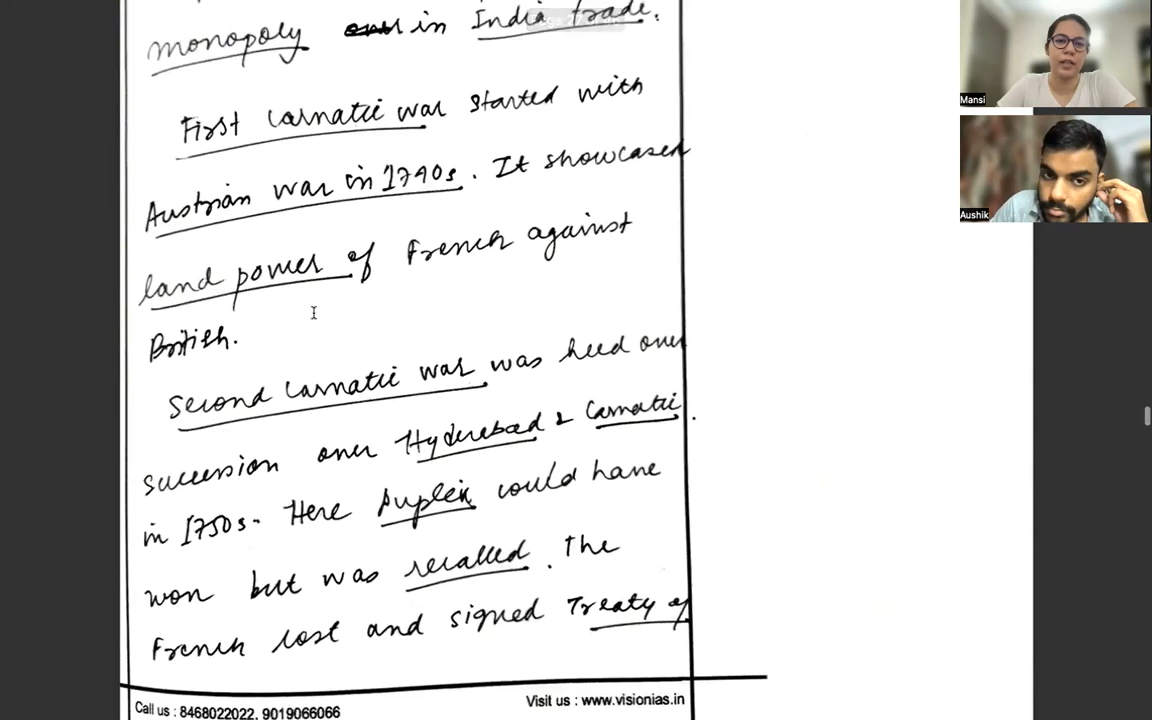 monopoly in India trade.
First Carnatic war started with
Austrian war in 1740s. It showcased
land power of French against
British.
Second Carnatic war was heed over
succession over Hyderebad & Carnatic.
in 1750s. Here Dupleix could have
won but was recalled. The
French lost and signed Treaty of
Call us : 8468022022, 9019066066
Visit us : www.visionias.in
Mansi
Aushik